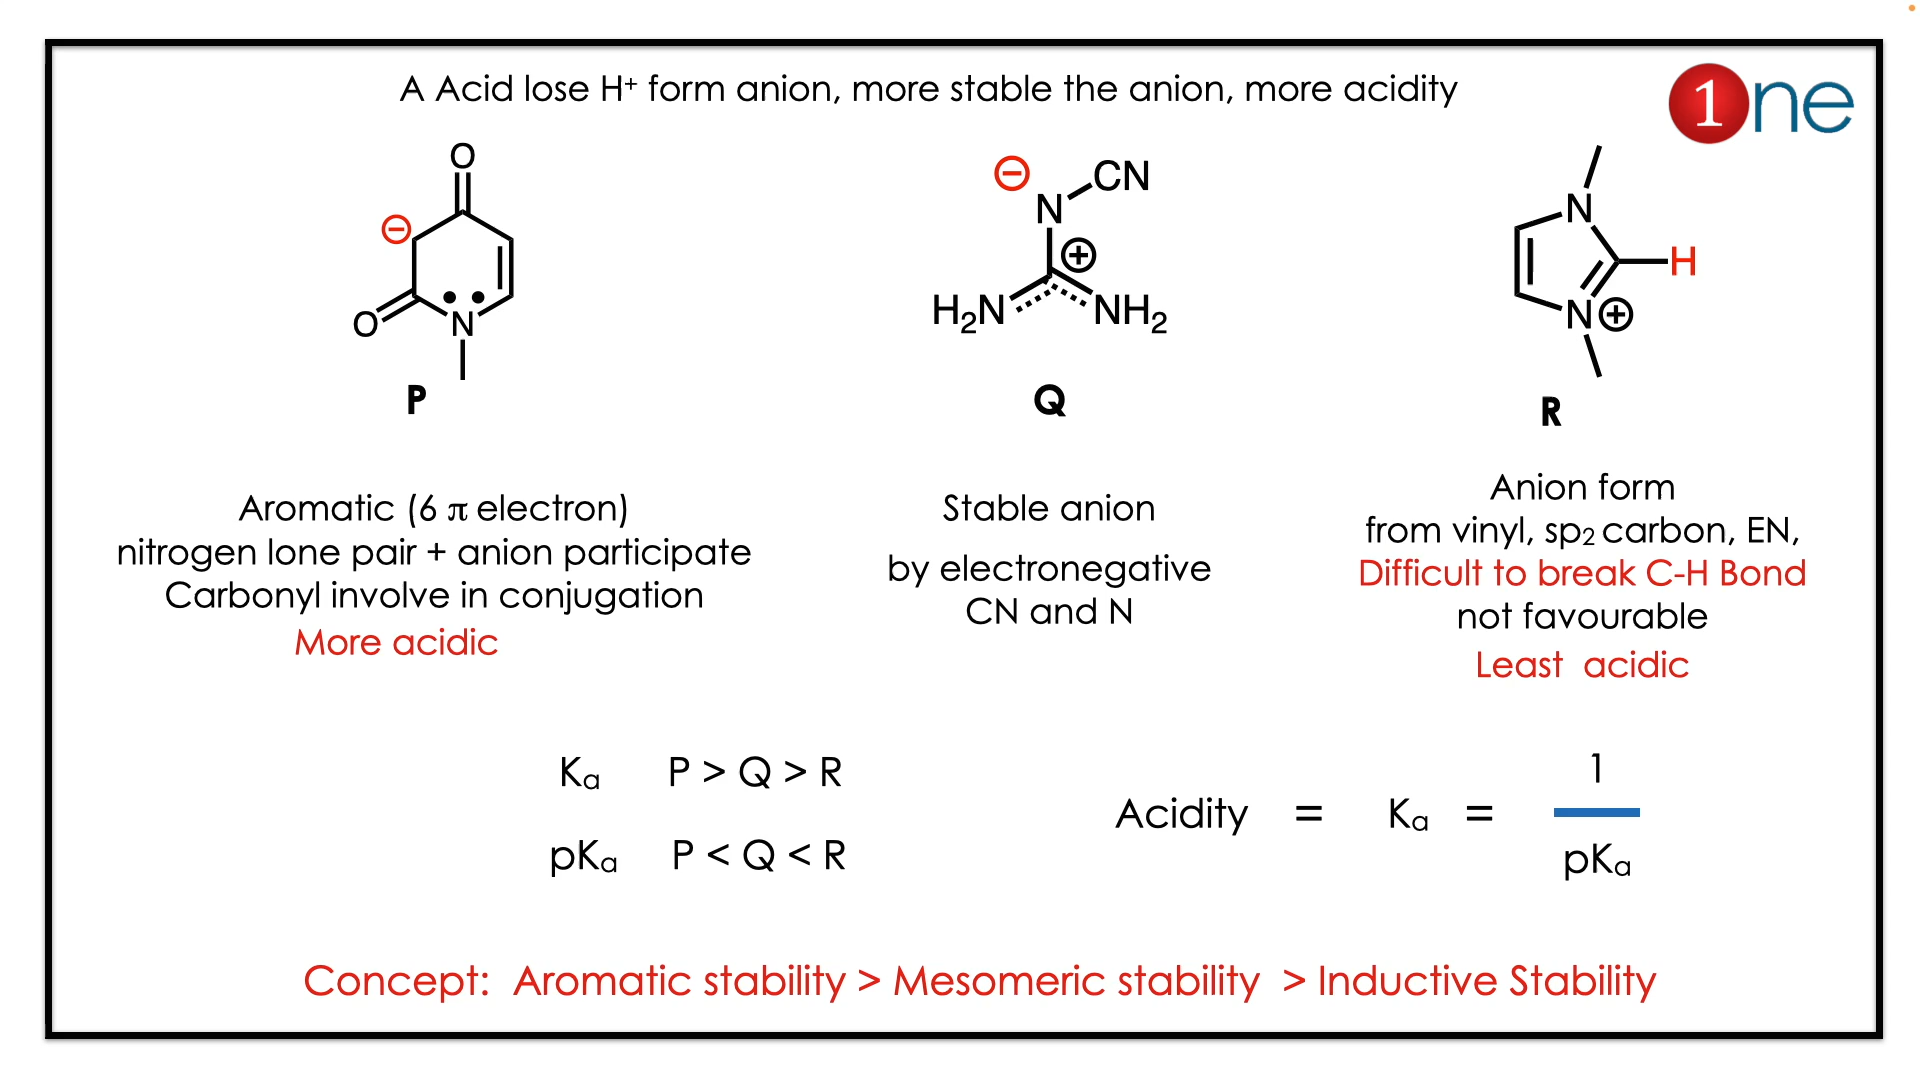 A Acid lose H⁺ form anion, more stable the anion, more acidity
1ne
O
⊖
O
N
P
⊖
CN
N
⊕
H₂N
NH₂
Q
N
H
N⊕
R
Aromatic (6 π electron)
nitrogen lone pair + anion participate
Carbonyl involve in conjugation
More acidic
Stable anion
by electronegative
CN and N
Anion form
from vinyl, sp₂ carbon, EN,
Difficult to break C-H Bond
not favourable
Least acidic
Kₐ P > Q > R
pKₐ P < Q < R
Acidity = Kₐ =
1
pKₐ
Concept: Aromatic stability > Mesomeric stability > Inductive Stability